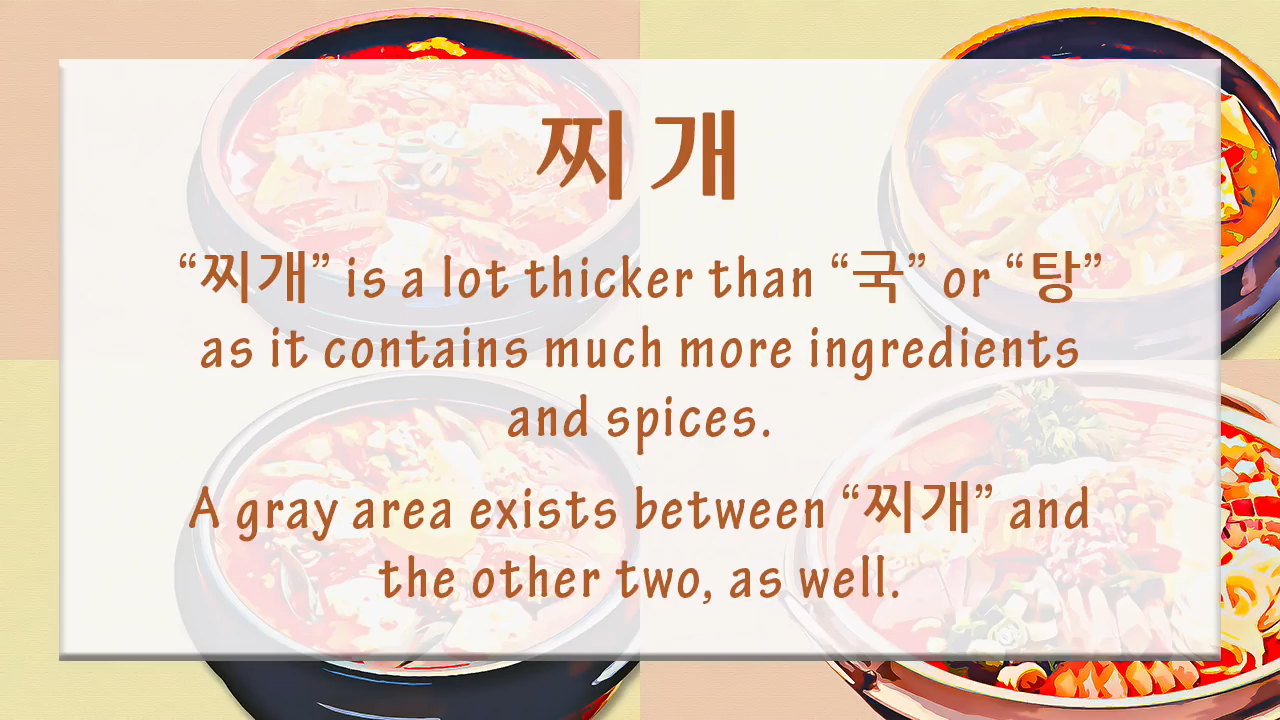 찌개
“찌개” is a lot thicker than “국” or “탕”
as it contains much more ingredients
and spices.
A gray area exists between “찌개” and
the other two, as well.